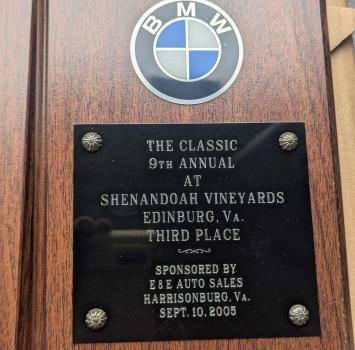 BMW
THE CLASSIC
9TH ANNUAL
AT
SHENANDOAH VINEYARDS
EDINBURG, VA.
THIRD PLACE
SPONSORED BY
E & E AUTO SALES
HARRISONBURG, VA.
SEPT. 10, 2005